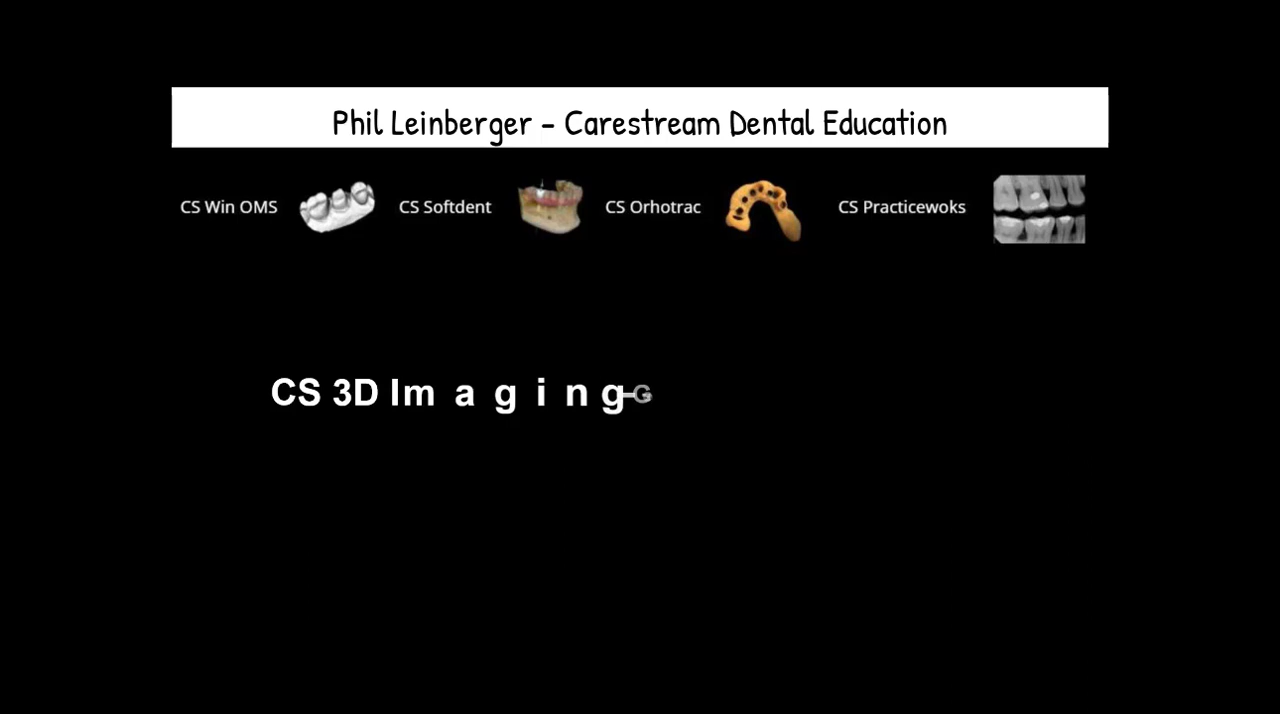 Phil Leinberger - Carestream Dental Education
CS Win OMS CS Softdent CS Orhotrac CS Practicewoks
CS 3D Imaging